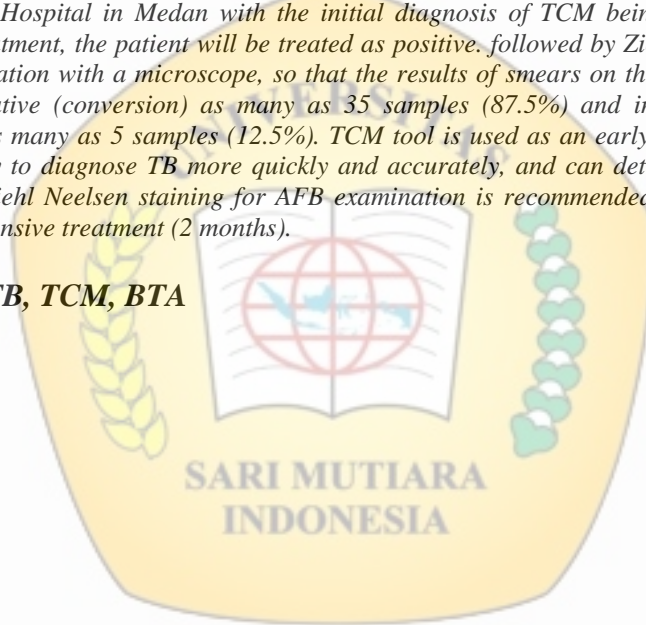 Hospital in Medan with the initial diagnosis of TCM bein
tment, the patient will be treated as positive. followed by Zi
ation with a microscope, so that the results of smears on th
ative (conversion) as many as 35 samples (87.5%) and in
s many as 5 samples (12.5%). TCM tool is used as an early
y to diagnose TB more quickly and accurately, and can det
iehl Neelsen staining for AFB examination is recommended
ensive treatment (2 months).
TB, TCM, BTA
UNIVERSITAS
SARI MUTIARA
INDONESIA